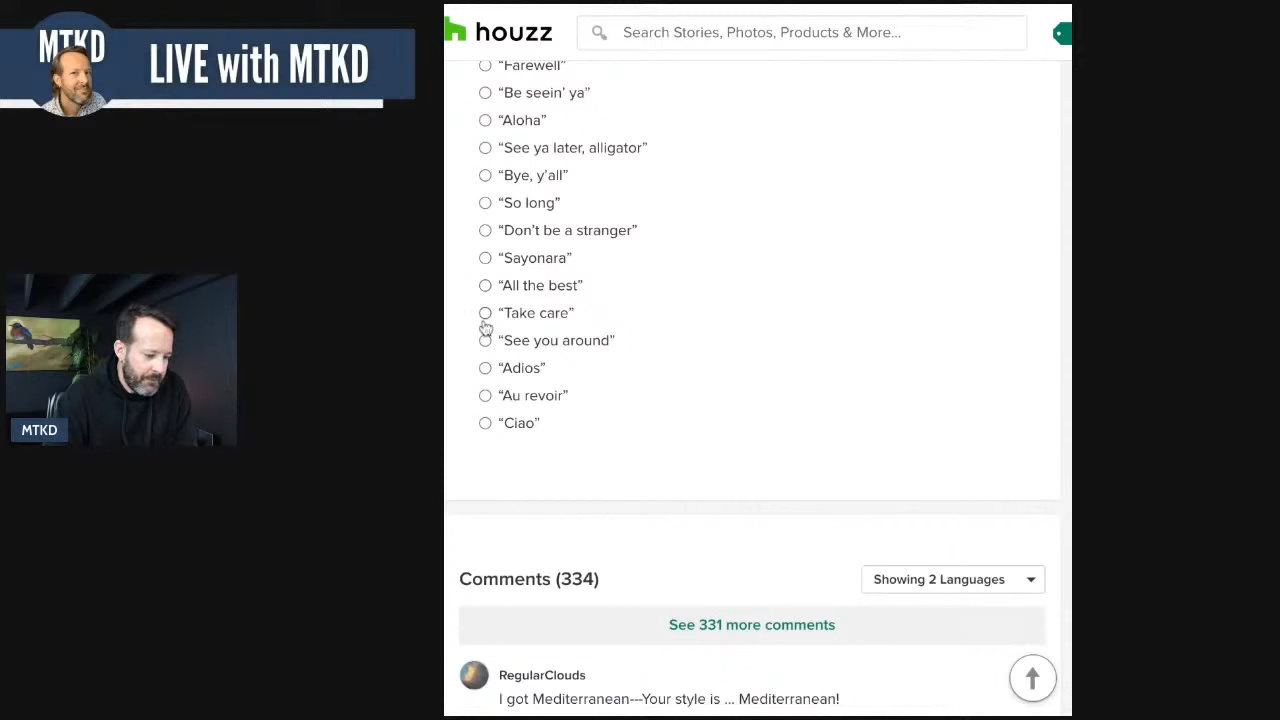 MTKD
LIVE with MTKD
MTKD
houzz
Search Stories, Photos, Products & More...
“Farewell”
“Be seein’ ya”
“Aloha”
“See ya later, alligator”
“Bye, y’all”
“So long”
“Don’t be a stranger”
“Sayonara”
“All the best”
“Take care”
“See you around”
“Adios”
“Au revoir”
“Ciao”
Comments (334)
Showing 2 Languages
See 331 more comments
RegularClouds
I got Mediterranean---Your style is ... Mediterranean!